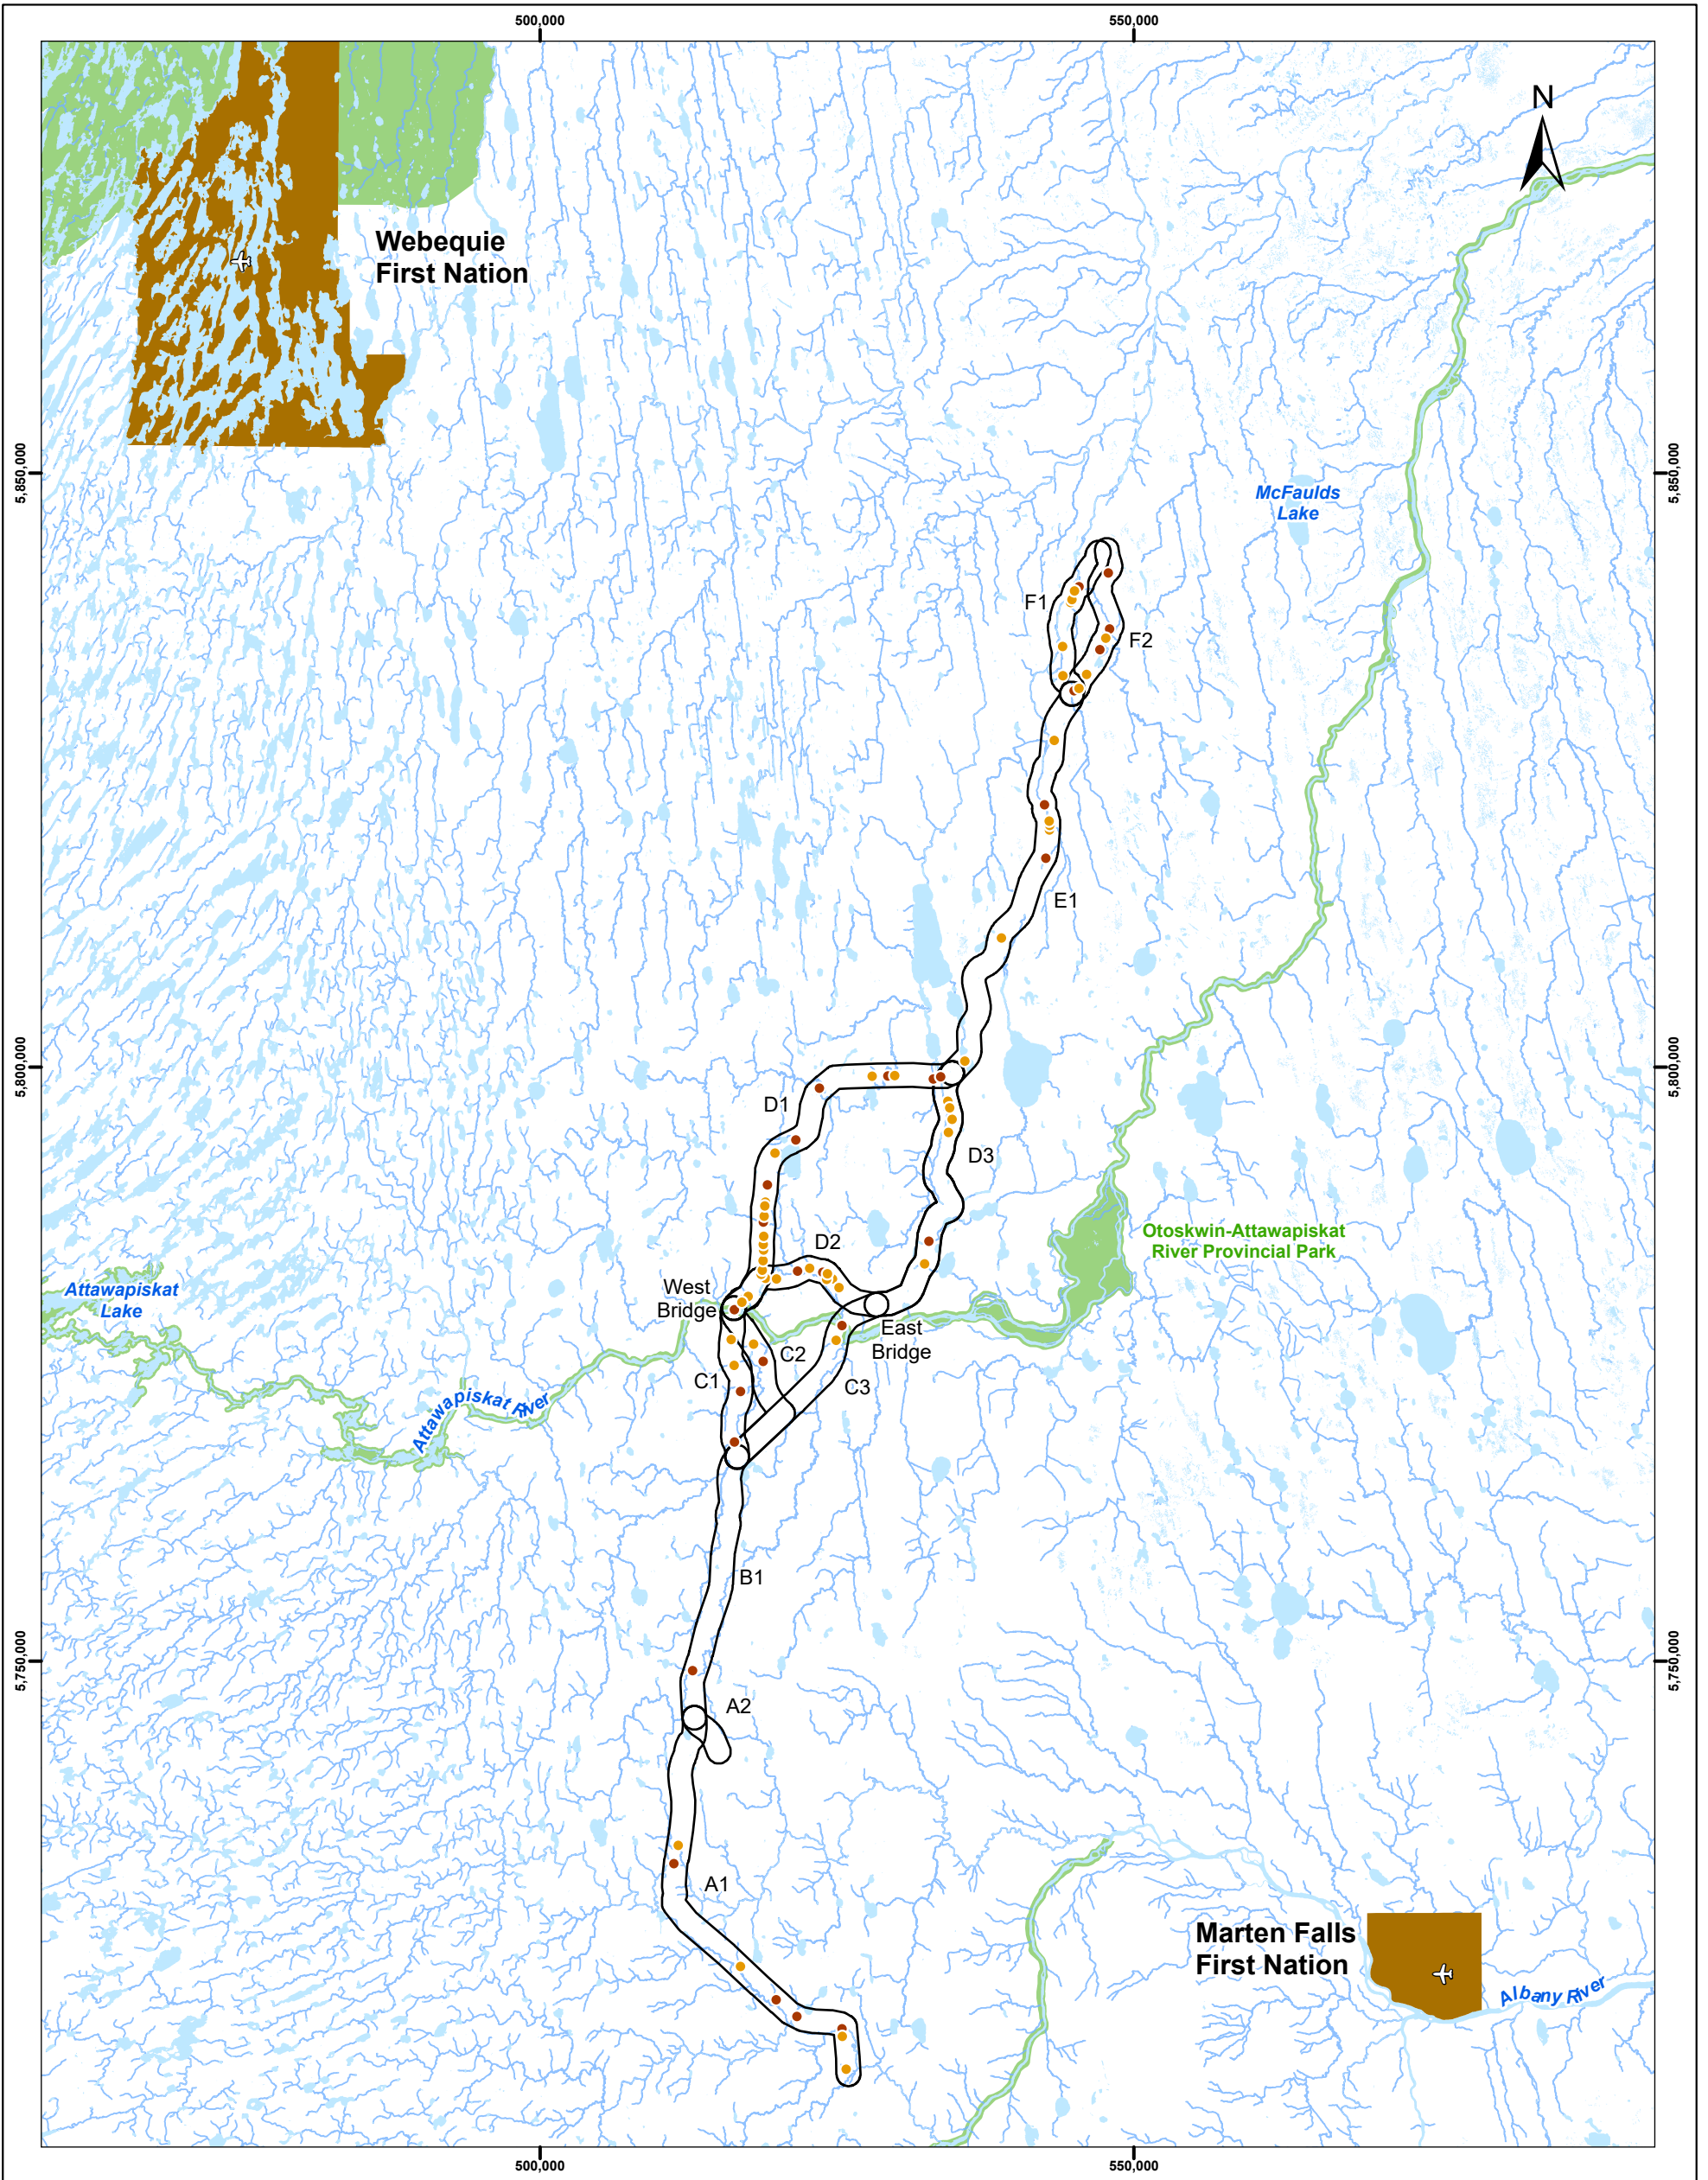 500,000
550,000
N
Webequie
First Nation
5,850,000
5,850,000
McFaulds
Lake
F1
F2
E1
5,800,000
5,800,000
D1
D3
D2
Otoskwin-Attawapiskat
River Provincial Park
Attawapiskat
Lake
West
Bridge
East
Bridge
C2
C1
C3
Attawapiskat River
B1
5,750,000
5,750,000
A2
A1
Marten Falls
First Nation
Albany River
500,000
550,000